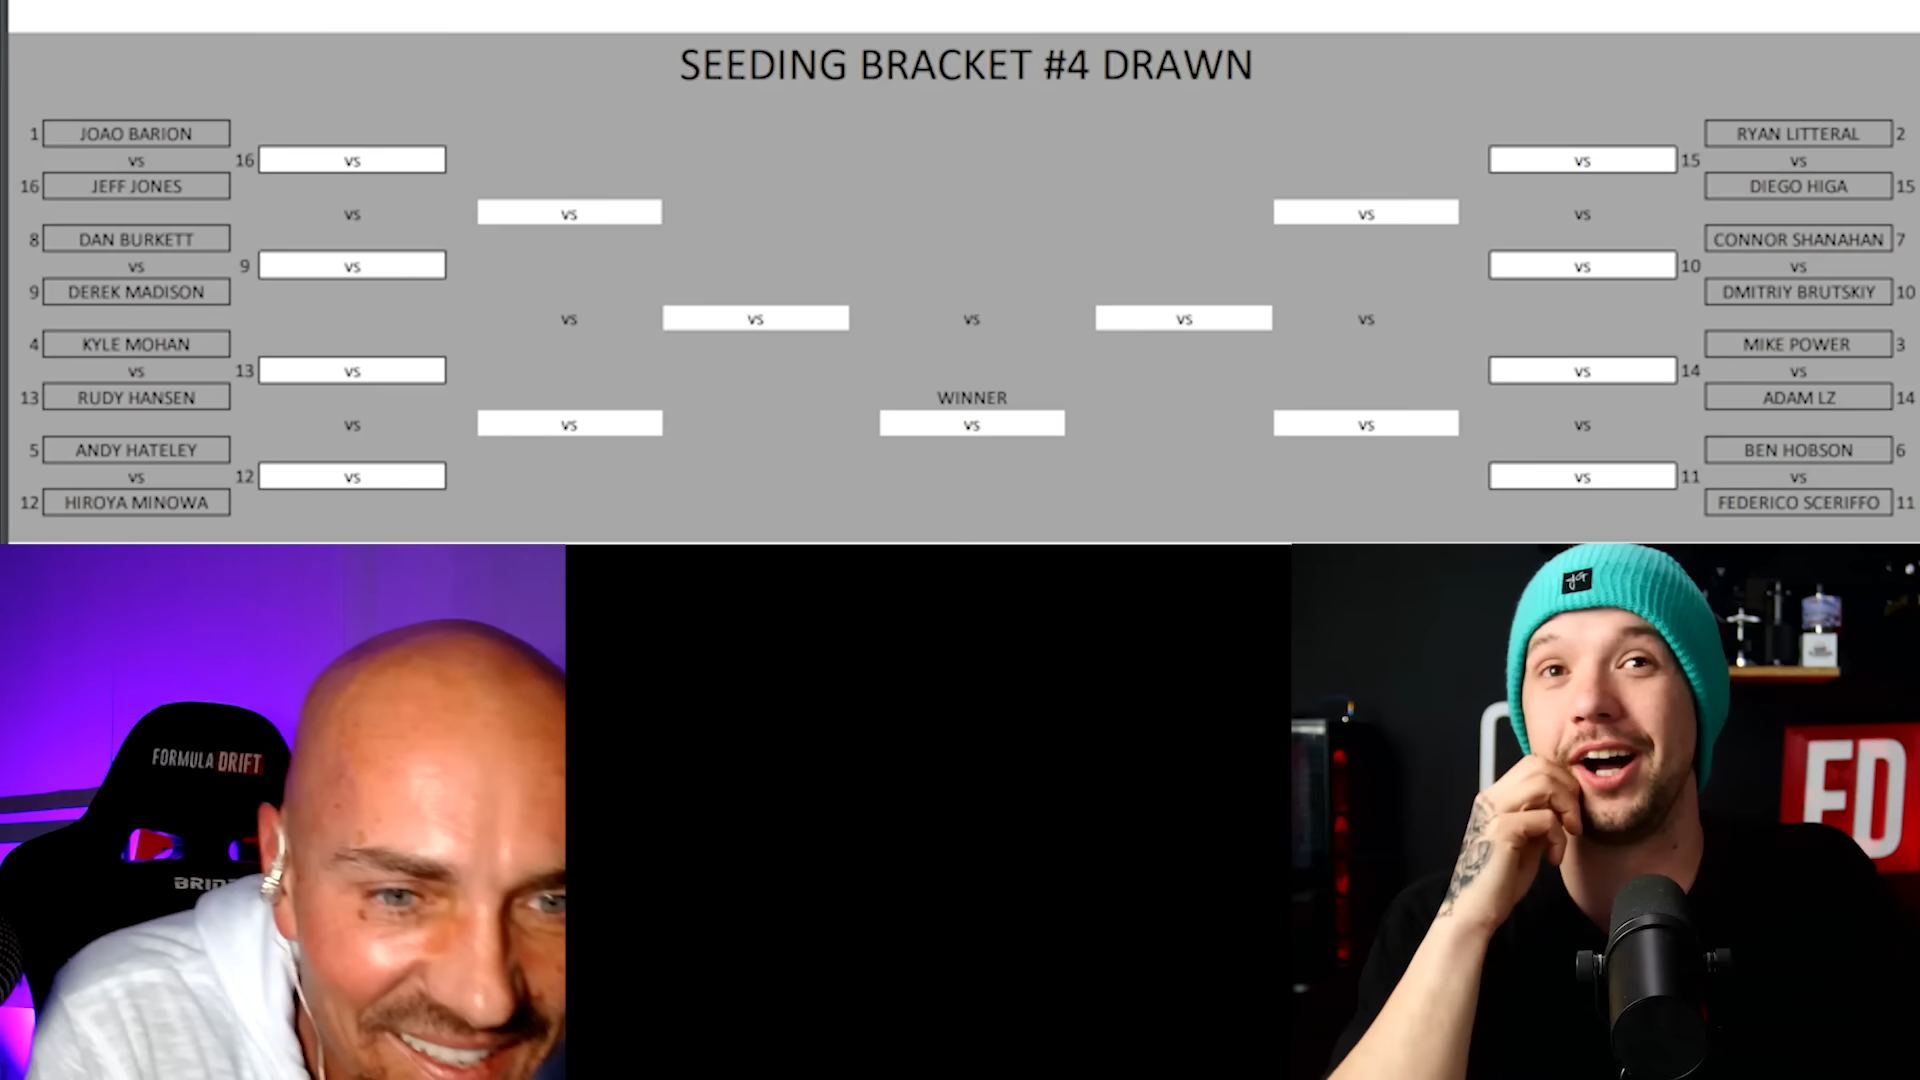 SEEDING BRACKET #4 DRAWN
1 JOAO BARION
vs
16 JEFF JONES
8 DAN BURKETT
vs
9 DEREK MADISON
4 KYLE MOHAN
vs
13 RUDY HANSEN
5 ANDY HATELEY
vs
12 HIROYA MINOWA
16 vs
vs
9 vs
13 vs
vs
12 vs
vs
vs
vs
vs
vs
WINNER
vs
vs
vs
vs
vs
vs 15
vs
vs 10
vs 14
vs
vs 11
RYAN LITTERAL 2
vs
DIEGO HIGA 15
CONNOR SHANAHAN 7
vs
DMITRIY BRUTSKIY 10
MIKE POWER 3
vs
ADAM LZ 14
BEN HOBSON 6
vs
FEDERICO SCERIFFO 11
FORMULA DRIFT
FD